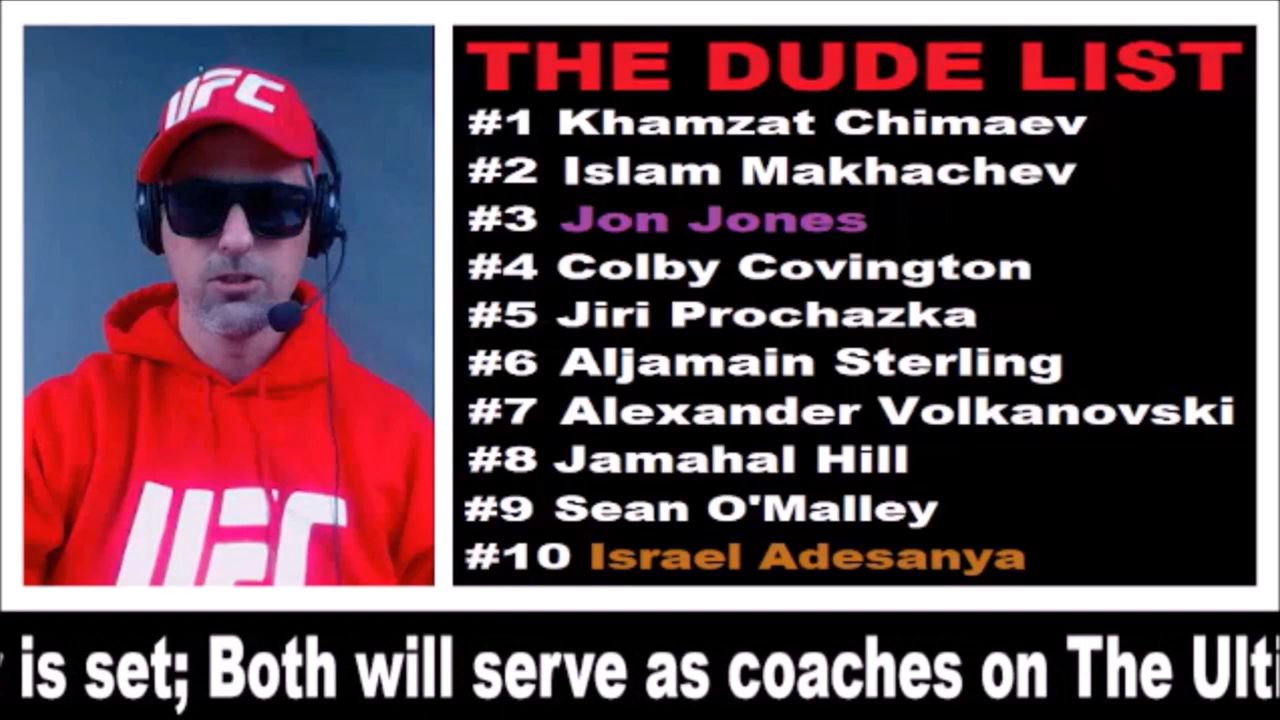 UFC
UFC
THE DUDE LIST
#1 Khamzat Chimaev
#2 Islam Makhachev
#3 Jon Jones
#4 Colby Covington
#5 Jiri Prochazka
#6 Aljamain Sterling
#7 Alexander Volkanovski
#8 Jamahal Hill
#9 Sean O'Malley
#10 Israel Adesanya
is set; Both will serve as coaches on The Ulti